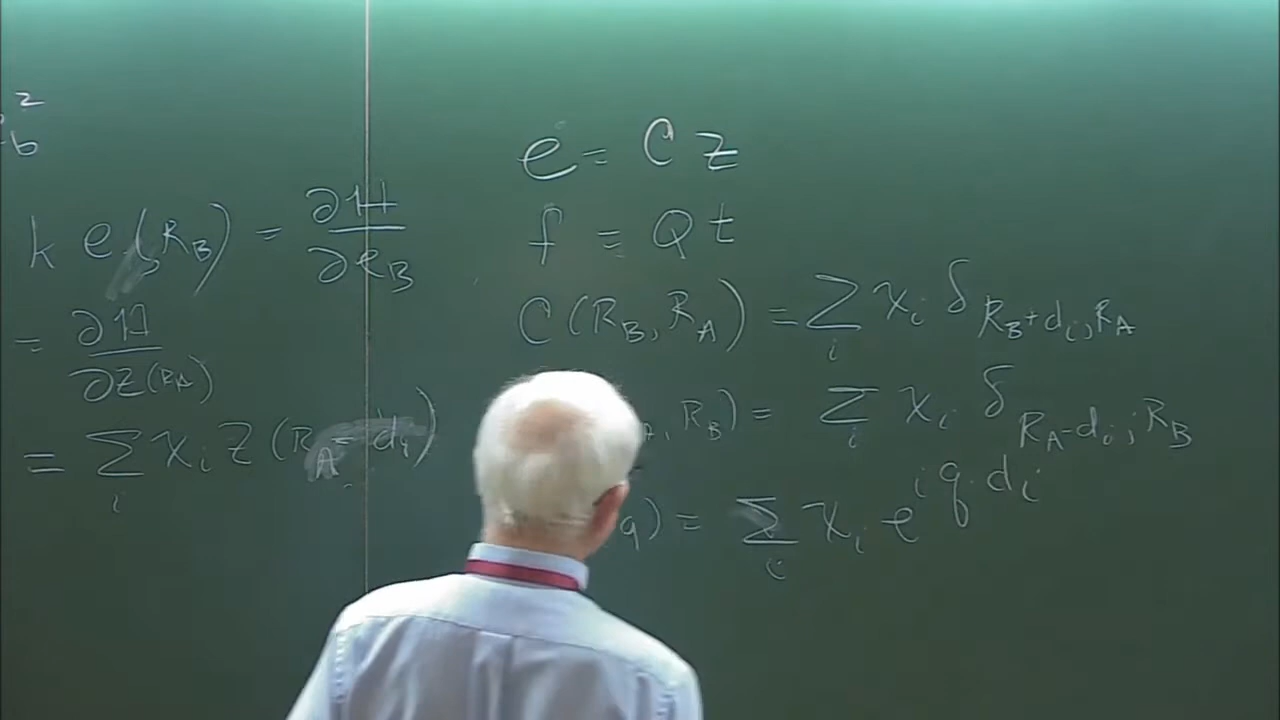 2
b
k e(R_B) = ∂H/∂e_B
= ∂H/∂z(R_A)
= Σ_i χ_i z(R_A - d_i)
e = C z
f = Q t
C(R_B, R_A) = Σ_i χ_i δ_{R_B+d_i, R_A}
, R_B) = Σ_i χ_i δ_{R_A-d_i, R_B}
q) = Σ_i χ_i e^{i q·d_i}